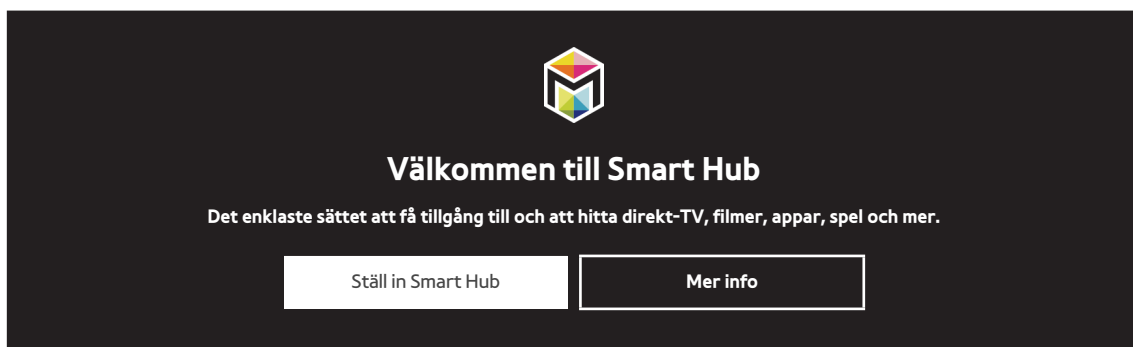 Välkommen till Smart Hub
Det enklaste sättet att få tillgång till och att hitta direkt-TV, filmer, appar, spel och mer.
Ställ in Smart Hub
Mer info